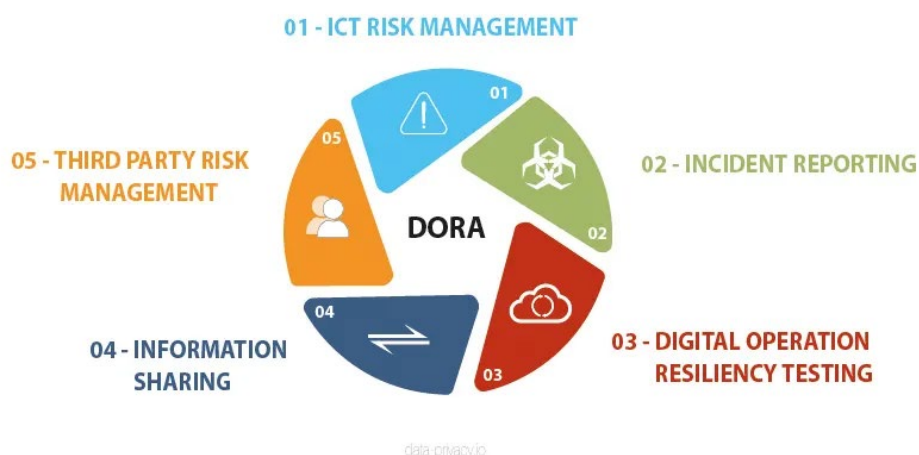 01 - ICT RISK MANAGEMENT
01
05
05 - THIRD PARTY RISK
MANAGEMENT
02 - INCIDENT REPORTING
DORA
02
04
04 - INFORMATION
SHARING
03 - DIGITAL OPERATION
RESILIENCY TESTING
03
data-privacy.io